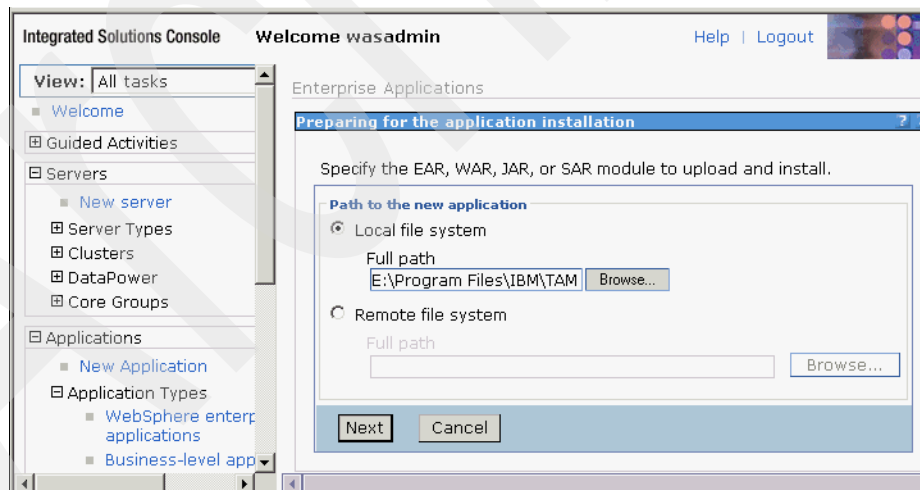 Integrated Solutions Console Welcome wasadmin Help | Logout
View: All tasks
Welcome
Guided Activities
Servers
New server
Server Types
Clusters
DataPower
Core Groups
Applications
New Application
Application Types
WebSphere enterp
applications
Business-level app
Enterprise Applications
Preparing for the application installation ?
Specify the EAR, WAR, JAR, or SAR module to upload and install.
Path to the new application
Local file system
Full path
E:\Program Files\IBM\TAM Browse...
Remote file system
Full path
Browse...
Next Cancel